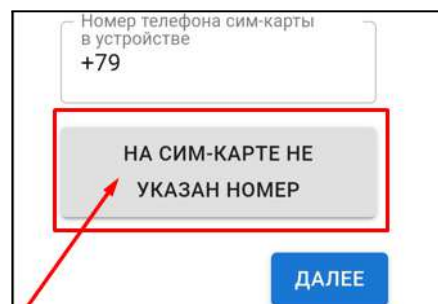 Номер телефона сим-карты
в устройстве
+79
НА СИМ-КАРТЕ НЕ
УКАЗАН НОМЕР
ДАЛЕЕ